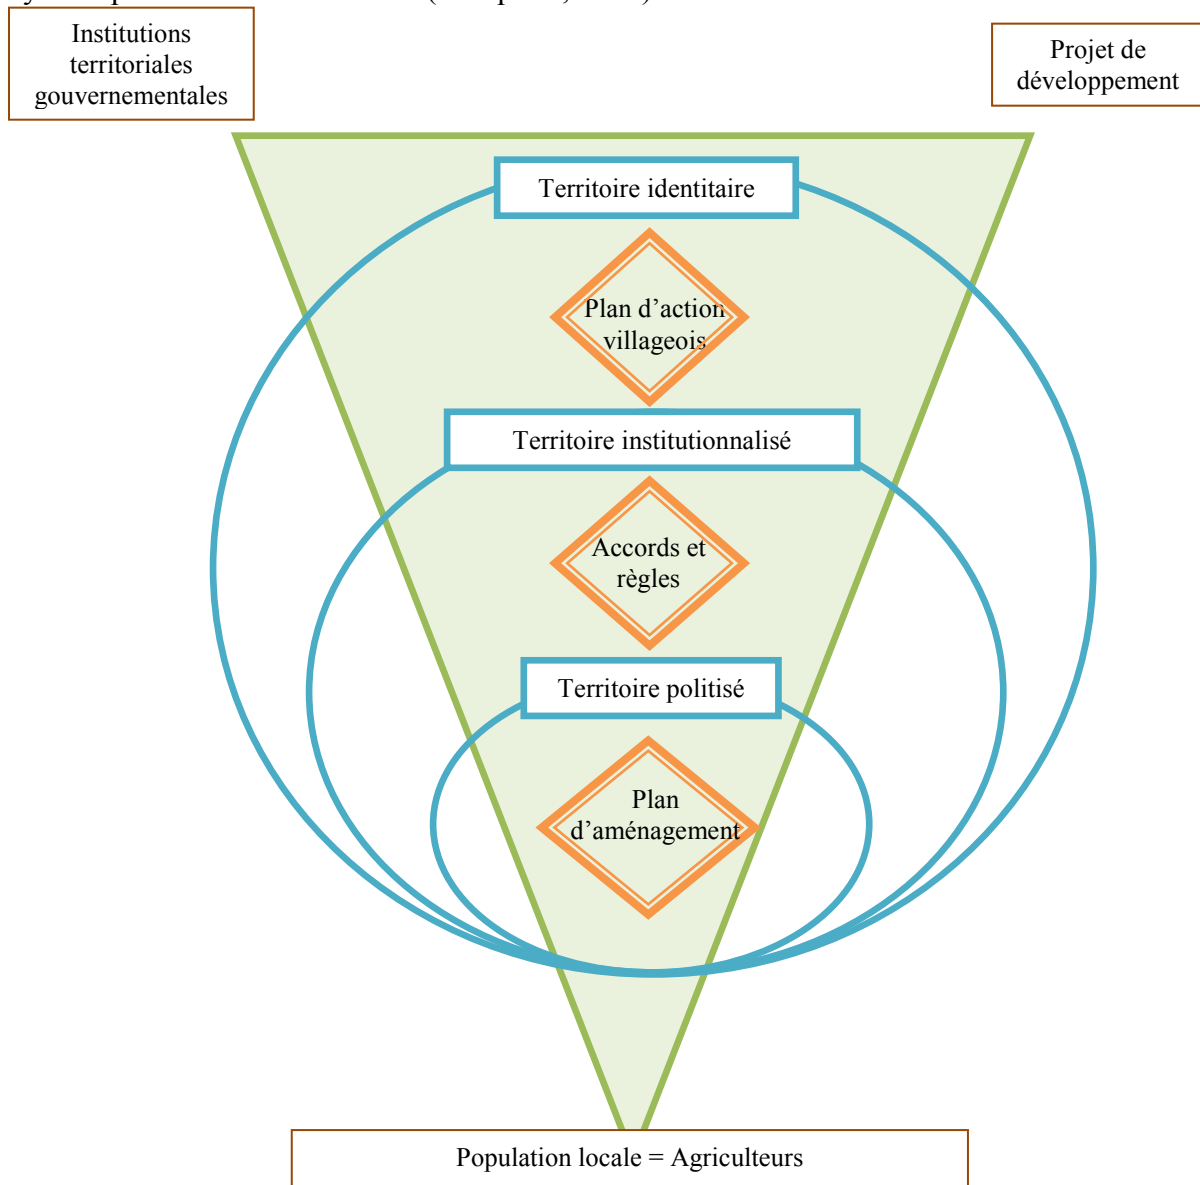 Institutions
territoriales
gouvernementales
Projet de
développement
Territoire identitaire
Plan d'action
villageois
Territoire institutionnalisé
Accords et
règles
Territoire politisé
Plan
d'aménagement
Population locale = Agriculteurs